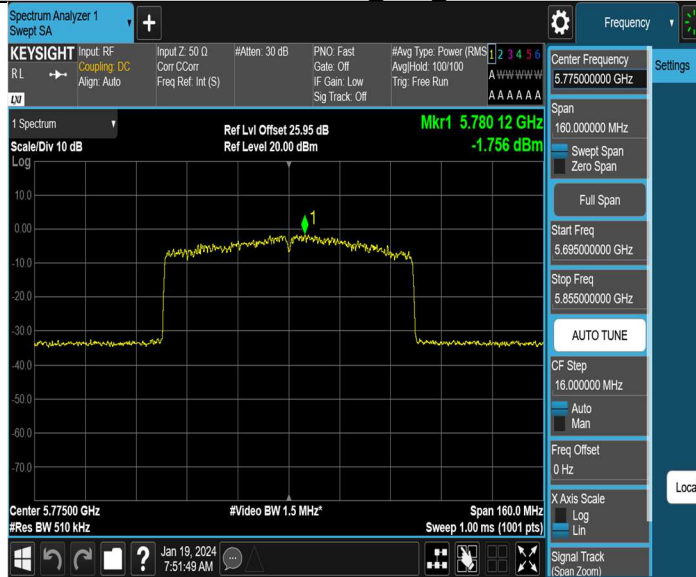 Spectrum Analyzer 1
Swept SA
Frequency
KEYSIGHT
R L
LXI
Input: RF
Coupling: DC
Align: Auto
Input Z: 50 Ω
Corr CCorr
Freq Ref: Int (S)
#Atten: 30 dB
PNO: Fast
Gate: Off
IF Gain: Low
Sig Track: Off
#Avg Type: Power (RMS
Avg|Hold: 100/100
Trig: Free Run
1 2 3 4 5 6
A W W W W W
A A A A A A
1 Spectrum
Scale/Div 10 dB
Log
Ref Lvl Offset 25.95 dB
Ref Level 20.00 dBm
Mkr1 5.780 12 GHz
-1.756 dBm
1
10.0
0.00
-10.0
-20.0
-30.0
-40.0
-50.0
-60.0
-70.0
Center 5.77500 GHz
#Res BW 510 kHz
#Video BW 1.5 MHz*
Span 160.0 MHz
Sweep 1.00 ms (1001 pts)
Jan 19, 2024
7:51:49 AM
Center Frequency
5.775000000 GHz
Span
160.000000 MHz
Swept Span
Zero Span
Full Span
Start Freq
5.695000000 GHz
Stop Freq
5.855000000 GHz
AUTO TUNE
CF Step
16.000000 MHz
Auto
Man
Freq Offset
0 Hz
X Axis Scale
Log
Lin
Signal Track
(Span Zoom)
Settings
Loca